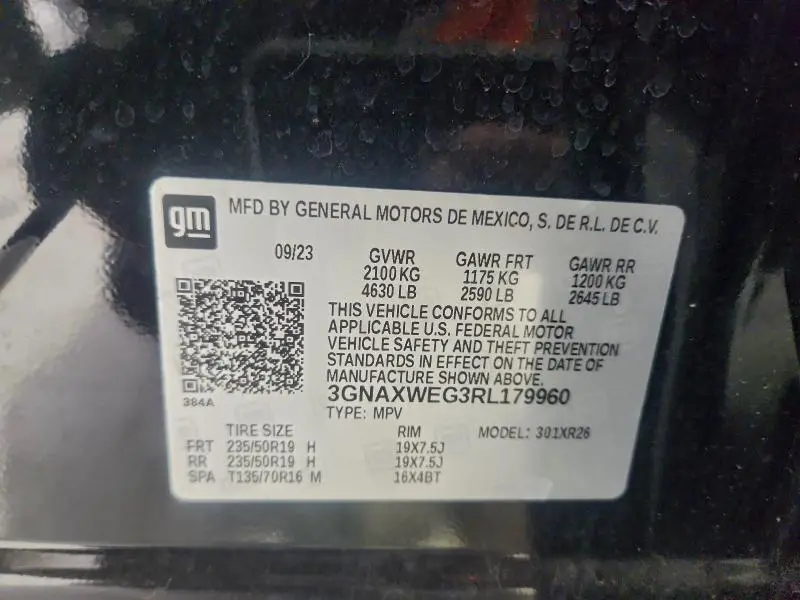 gm MFD BY GENERAL MOTORS DE MEXICO, S. DE R.L. DE C.V.
09/23 GVWR GAWR FRT GAWR RR
2100 KG 1175 KG 1200 KG
4630 LB 2590 LB 2645 LB
THIS VEHICLE CONFORMS TO ALL
APPLICABLE U.S. FEDERAL MOTOR
VEHICLE SAFETY AND THEFT PREVENTION
STANDARDS IN EFFECT ON THE DATE OF
MANUFACTURE SHOWN ABOVE.
384A
3GNAXWEG3RL179960
TYPE: MPV
TIRE SIZE RIM MODEL: 301XR26
FRT 235/50R19 H 19X7.5J
RR 235/50R19 H 19X7.5J
SPA T135/70R16 M 16X4BT